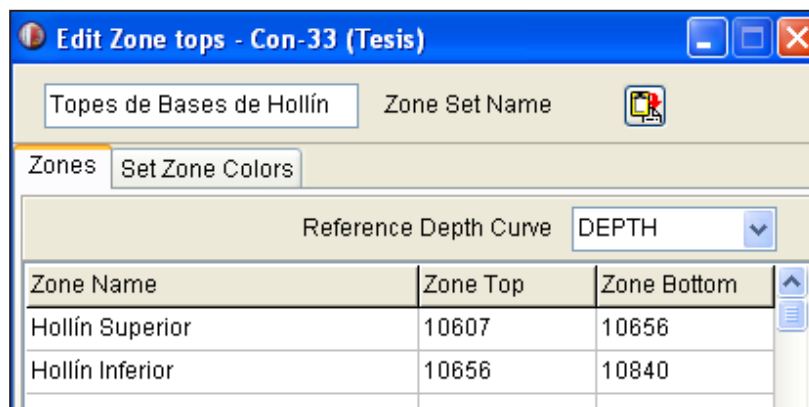 Edit Zone tops - Con-33 (Tesis)
Topes de Bases de Hollín Zone Set Name
Zones Set Zone Colors
Reference Depth Curve DEPTH
Zone Name Zone Top Zone Bottom
Hollín Superior 10607 10656
Hollín Inferior 10656 10840